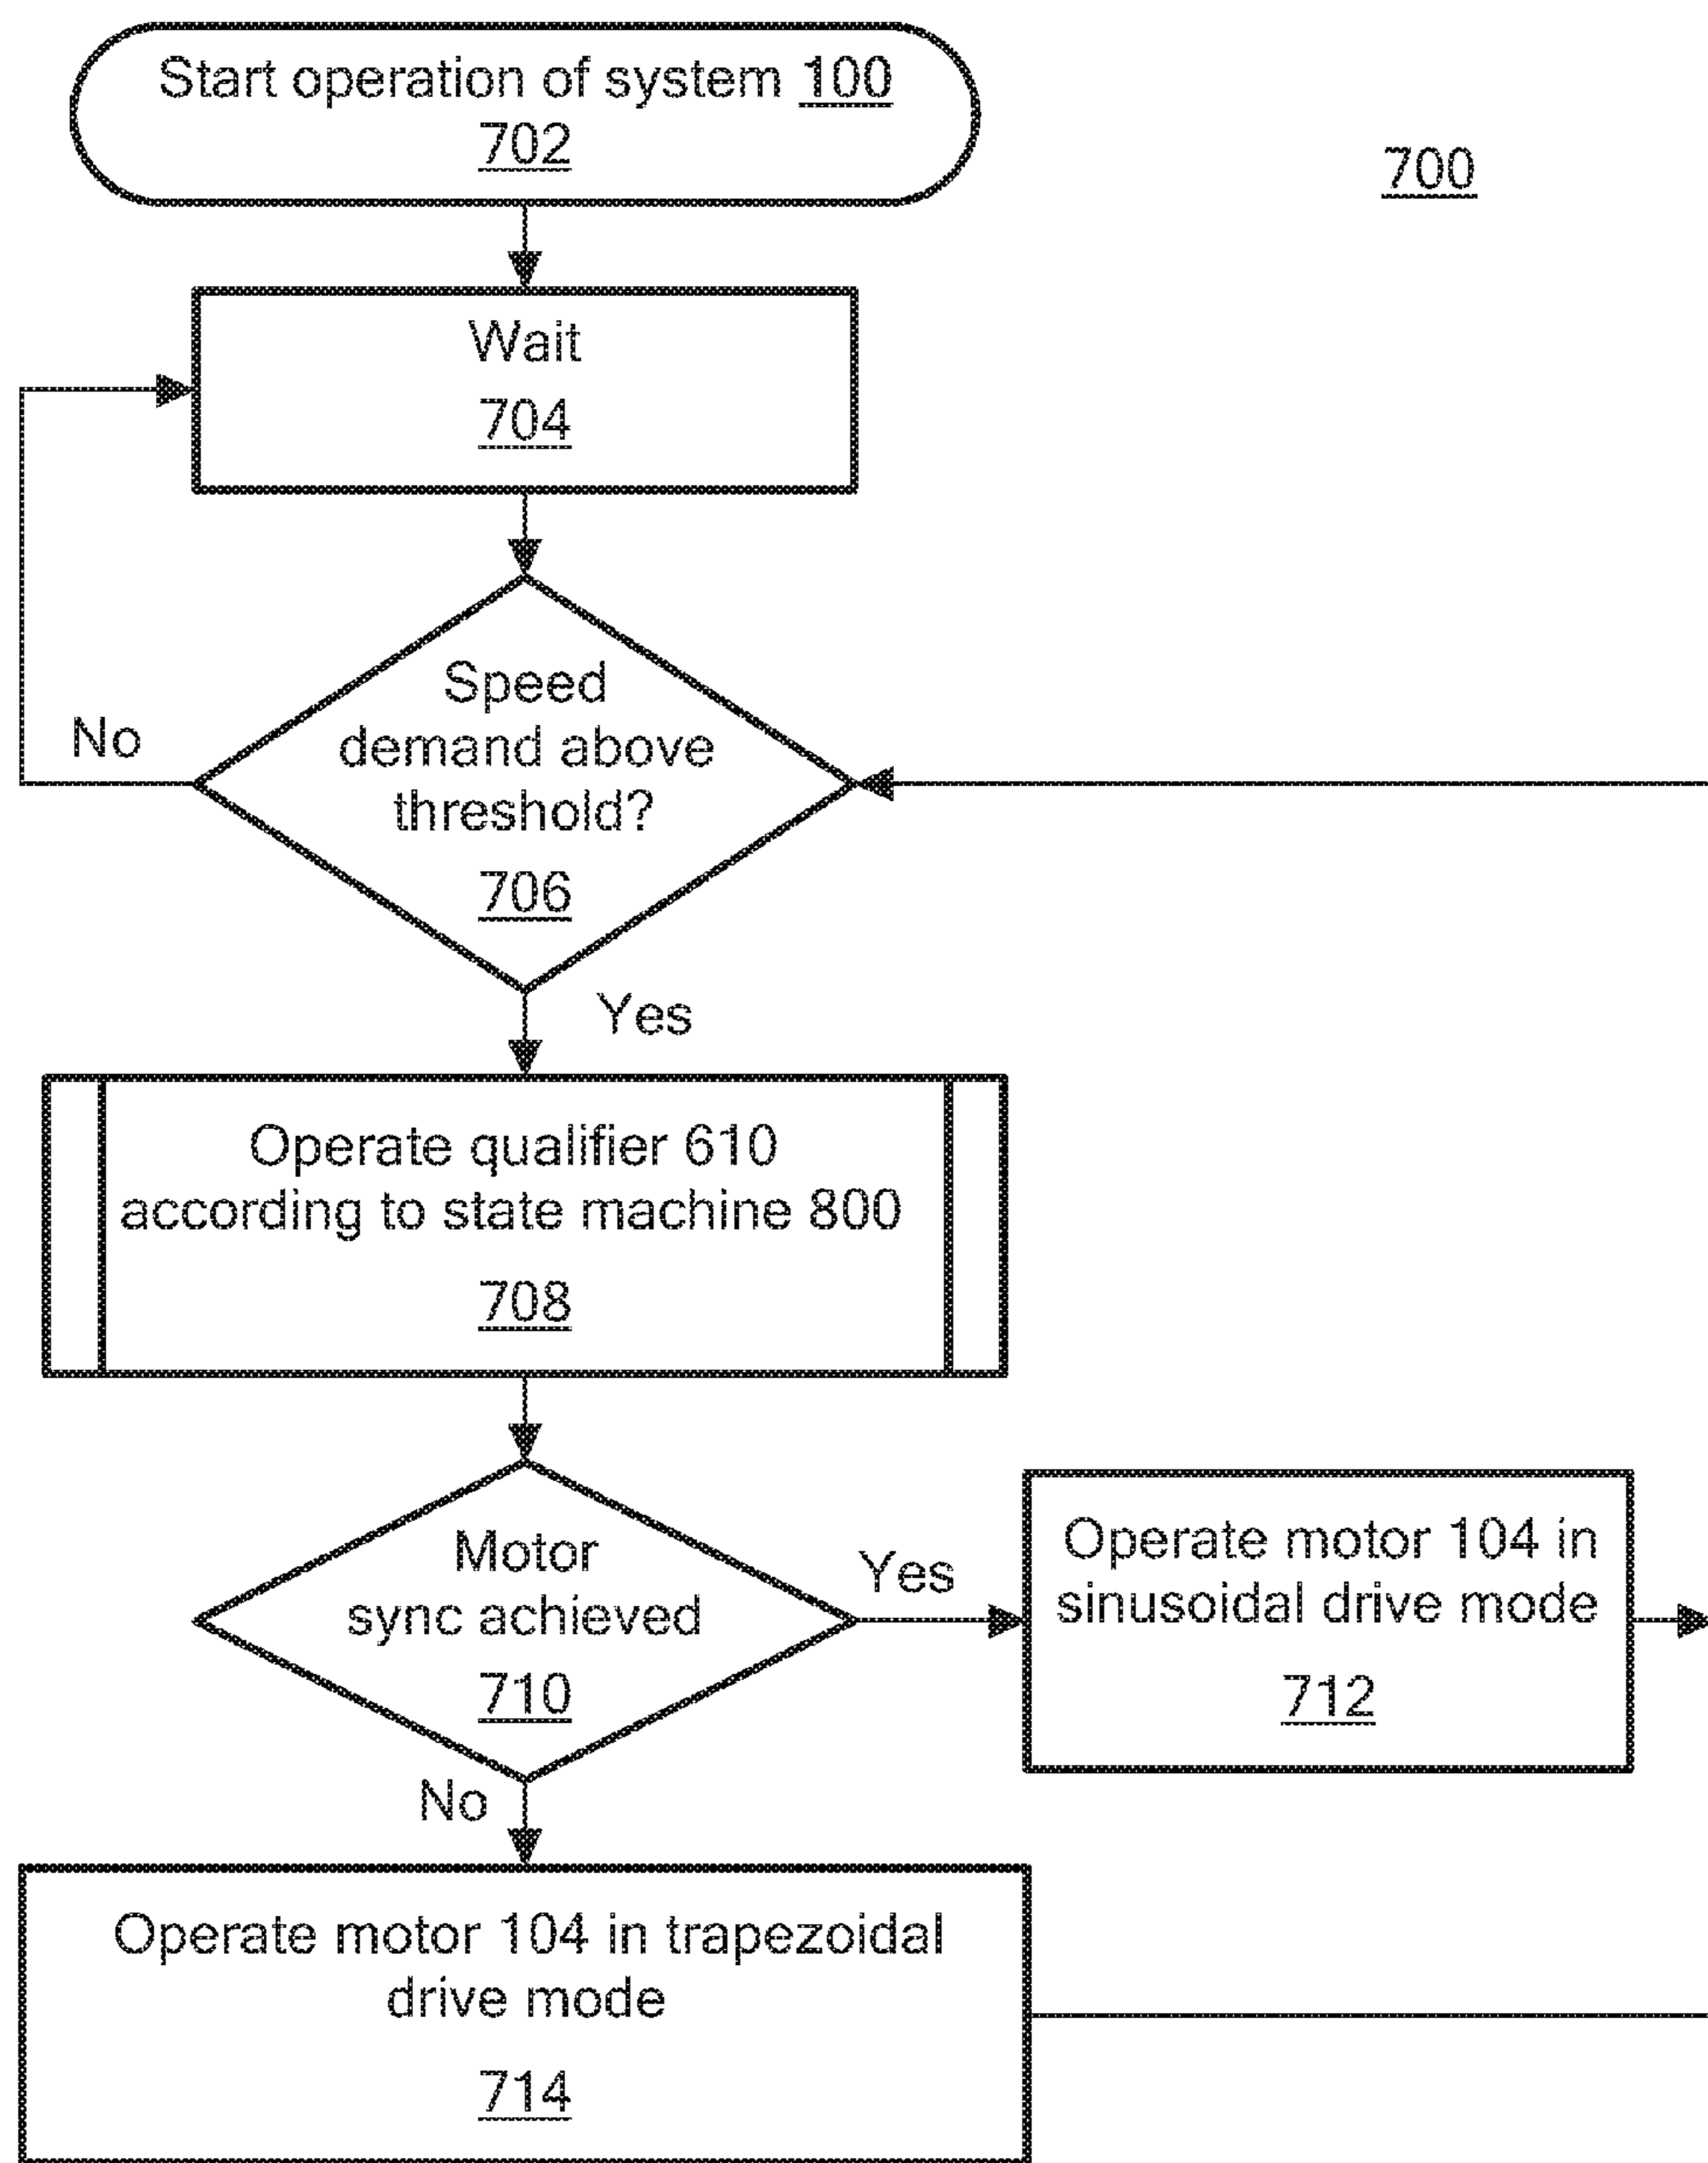 Start operation of system 100
702
700
Wait
704
Speed
demand above
threshold?
706
No
Yes
Operate qualifier 610
according to state machine 800
708
Motor
sync achieved
710
Yes
Operate motor 104 in
sinusoidal drive mode
712
No
Operate motor 104 in trapezoidal
drive mode
714